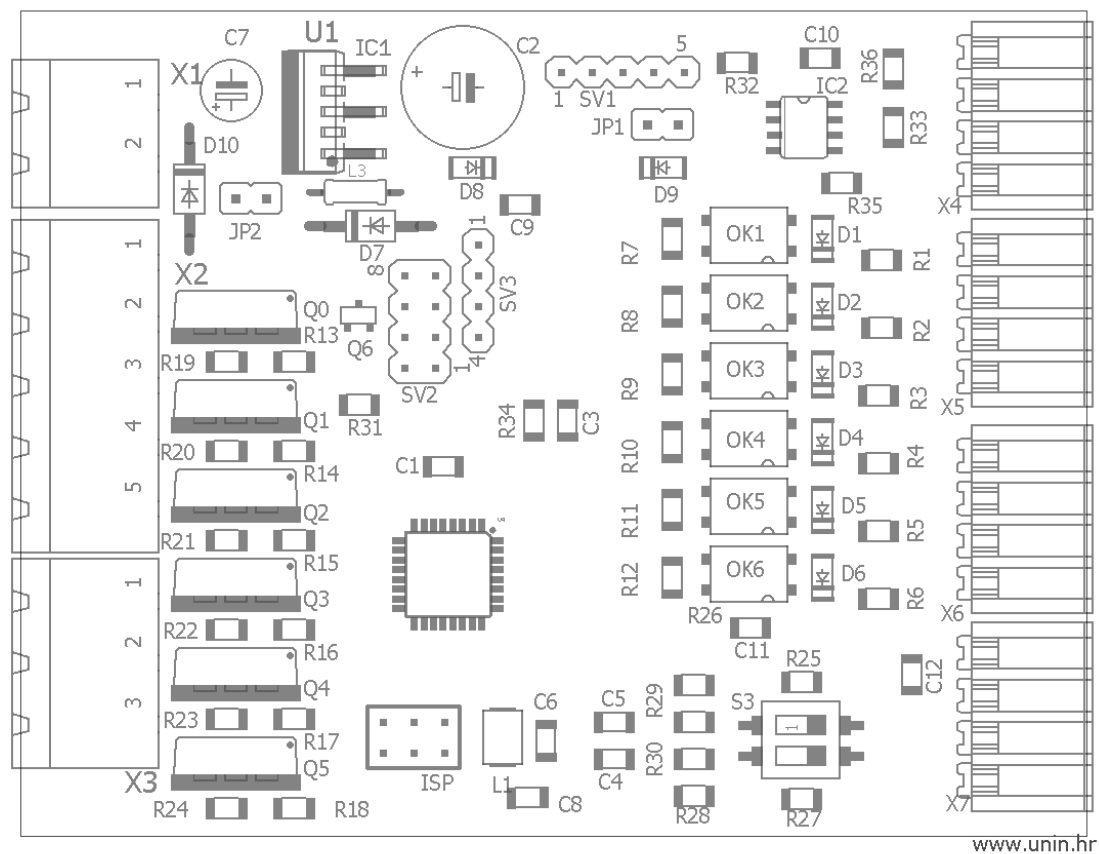 U1
C10
C7
IC1
C2
5
R36
X1
1
R32
IC2
1
SV1
JP1
R33
2
D10
L3
D8
D9
R35
X4
JP2
C9
1
D7
R7
OK1
D1
R1
1
X2
8
2
SV3
R8
OK2
D2
R2
Q0
R13
Q6
3
R19
1
4
R9
OK3
D3
R3
SV2
X5
4
Q1
R31
R34
C3
R10
OK4
D4
R4
R20
R14
C1
5
Q2
R11
OK5
D5
R5
R21
R15
1
Q3
R12
OK6
D6
R6
R26
X6
R22
2
R16
C11
R25
C12
Q4
R29
S3
3
R23
C6
C5
1
R17
Q5
R30
X3
ISP
L1
C4
R24
R18
C8
R28
R27
X7
www.unin.hr